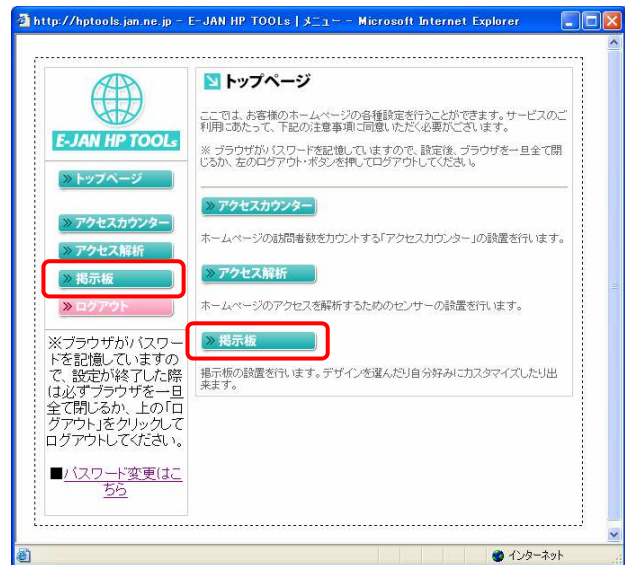 http://hptools.jan.ne.jp - E-JAN HP TOOLs | メニュー - Microsoft Internet Explorer
E-JAN HP TOOLs
トップページ
アクセスカウンター
アクセス解析
掲示板
ログアウト
※ブラウザがパスワー
ドを記憶していますの
で、設定が終了した際
は必ずブラウザを一旦
全て閉じるか、上の「ロ
グアウト」をクリックして
ログアウトしてください。
■パスワード変更はこ
ちら
トップページ
ここでは、お客様のホームページの各種設定を行うことができます。サービスのご
利用にあたって、下記の注意事項に同意いただく必要がございます。
※ ブラウザがパスワードを記憶していますので、設定後、ブラウザを一旦全て閉
じるか、左のログアウト・ボタンを押してログアウトしてください。
アクセスカウンター
ホームページの訪問者数をカウントする「アクセスカウンター」の設置を行います。
アクセス解析
ホームページのアクセスを解析するためのセンサーの設置を行います。
掲示板
掲示板の設置を行います。デザインを選んだり自分好みにカスタマイズしたり出
来ます。
インターネット